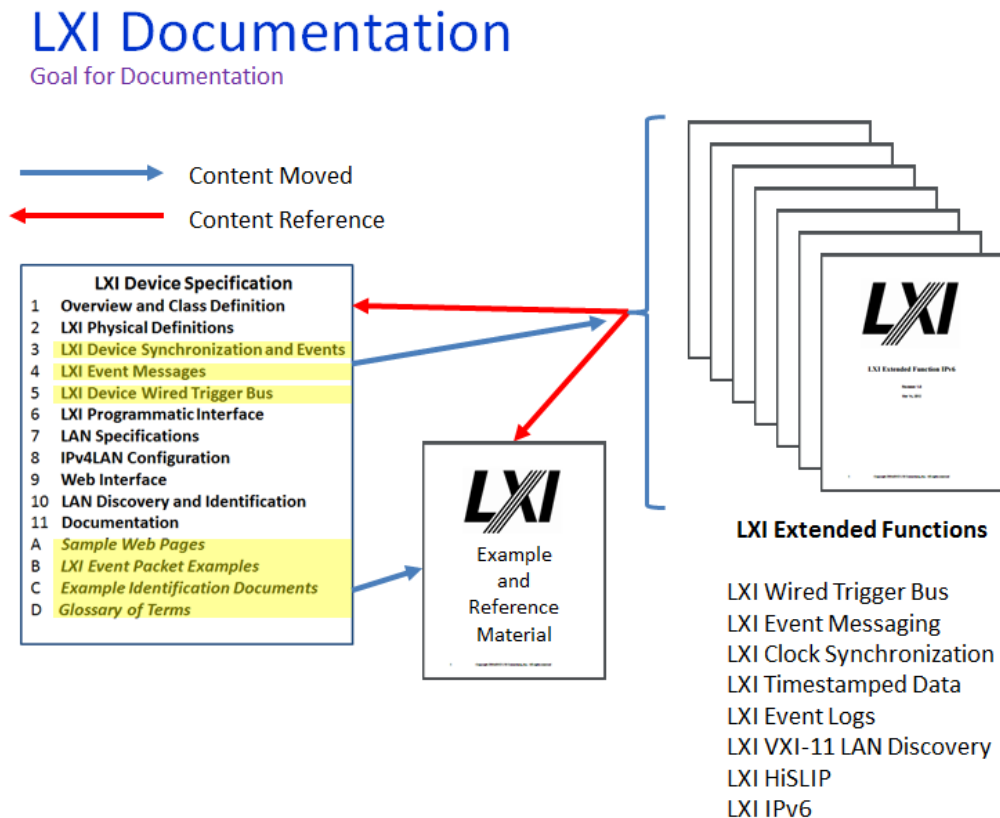 LXI Documentation
Goal for Documentation
Content Moved
Content Reference
LXI Device Specification
1 Overview and Class Definition
2 LXI Physical Definitions
3 LXI Device Synchronization and Events
4 LXI Event Messages
5 LXI Device Wired Trigger Bus
6 LXI Programmatic Interface
7 LAN Specifications
8 IPv4LAN Configuration
9 Web Interface
10 LAN Discovery and Identification
11 Documentation
A Sample Web Pages
B LXI Event Packet Examples
C Example Identification Documents
D Glossary of Terms
LXI
Example
and
Reference
Material
LXI
LXI Extended Function IPv6
LXI Extended Functions
LXI Wired Trigger Bus
LXI Event Messaging
LXI Clock Synchronization
LXI Timestamped Data
LXI Event Logs
LXI VXI-11 LAN Discovery
LXI HiSLIP
LXI IPv6